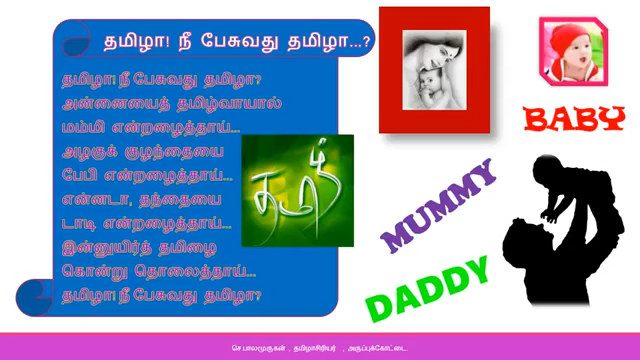 தமிழா! நீ பேசுவது தமிழா...?
தமிழா! நீ பேசுவது தமிழா?
அன்னையைத் தமிழ்வாயால்
மம்மி என்றழைத்தாய்...
அழகுக் குழந்தையை
பேபி என்றழைத்தாய்...
என்னடா, தந்தையை
டாடி என்றழைத்தாய்...
இன்னுயிர்த் தமிழை
கொன்று தொலைத்தாய்...
தமிழா! நீ பேசுவது தமிழா?
தமிழ்
BABY
MUMMY
DADDY
செ.பாலமுருகன் , தமிழாசிரியர் , அருப்புக்கோட்டை.